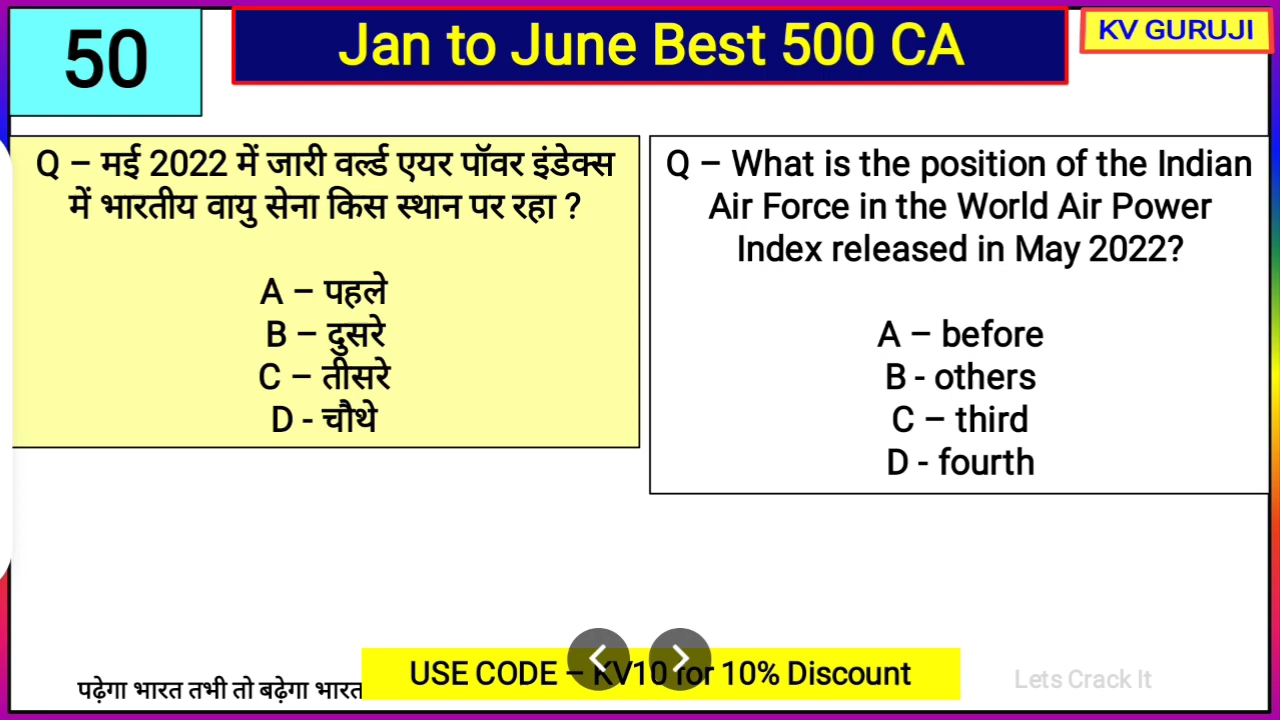 50
Jan to June Best 500 CA
KV GURUJI
Q – मई 2022 में जारी वर्ल्ड एयर पॉवर इंडेक्स
में भारतीय वायु सेना किस स्थान पर रहा ?
A – पहले
B – दुसरे
C – तीसरे
D - चौथे
Q – What is the position of the Indian
Air Force in the World Air Power
Index released in May 2022?
A – before
B - others
C – third
D - fourth
USE CODE – KV10 for 10% Discount
पढ़ेगा भारत तभी तो बढ़ेगा भारत
Lets Crack It